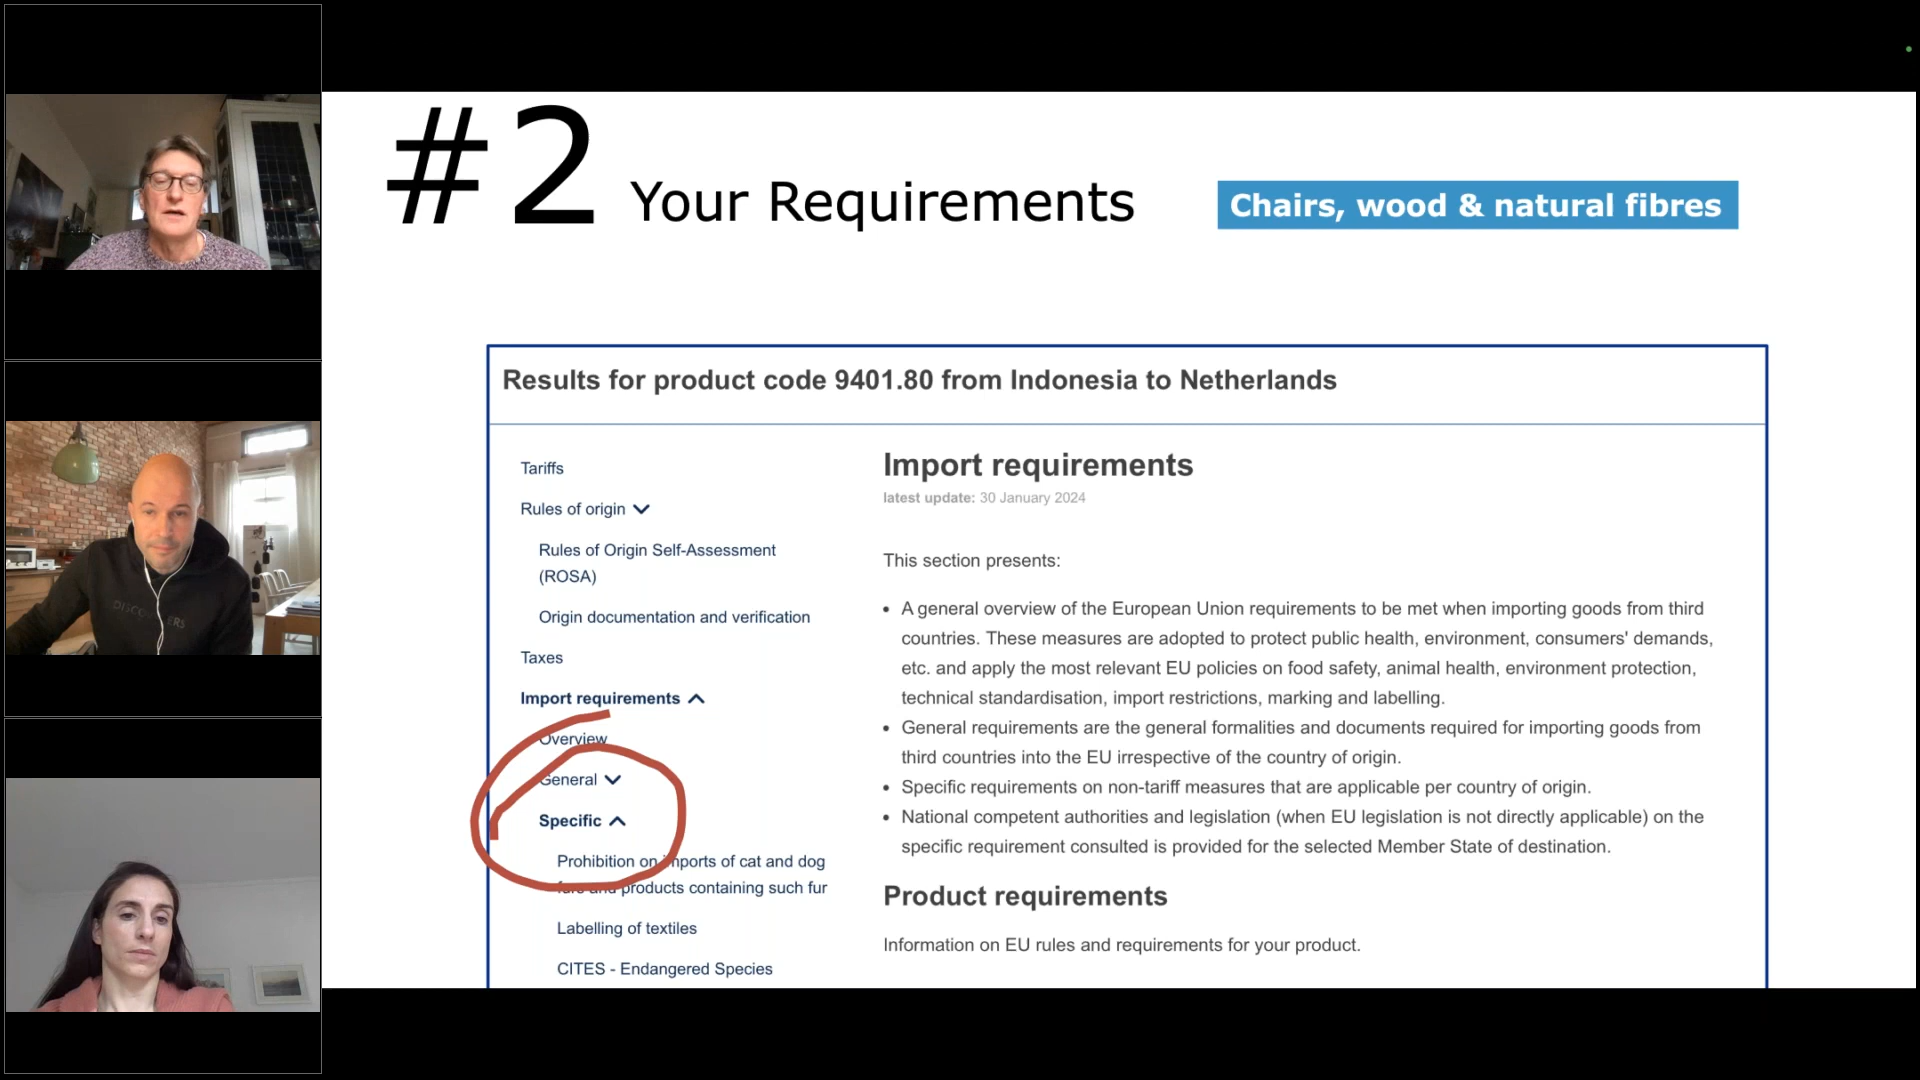 #2 Your Requirements
Chairs, wood & natural fibres
Results for product code 9401.80 from Indonesia to Netherlands
Tariffs
Rules of origin
Rules of Origin Self-Assessment
(ROSA)
Origin documentation and verification
Taxes
Import requirements
Overview
General
Specific
Prohibition on imports of cat and dog
furs and products containing such fur
Labelling of textiles
CITES - Endangered Species
Import requirements
latest update: 30 January 2024
This section presents:
• A general overview of the European Union requirements to be met when importing goods from third
countries. These measures are adopted to protect public health, environment, consumers' demands,
etc. and apply the most relevant EU policies on food safety, animal health, environment protection,
technical standardisation, import restrictions, marking and labelling.
• General requirements are the general formalities and documents required for importing goods from
third countries into the EU irrespective of the country of origin.
• Specific requirements on non-tariff measures that are applicable per country of origin.
• National competent authorities and legislation (when EU legislation is not directly applicable) on the
specific requirement consulted is provided for the selected Member State of destination.
Product requirements
Information on EU rules and requirements for your product.